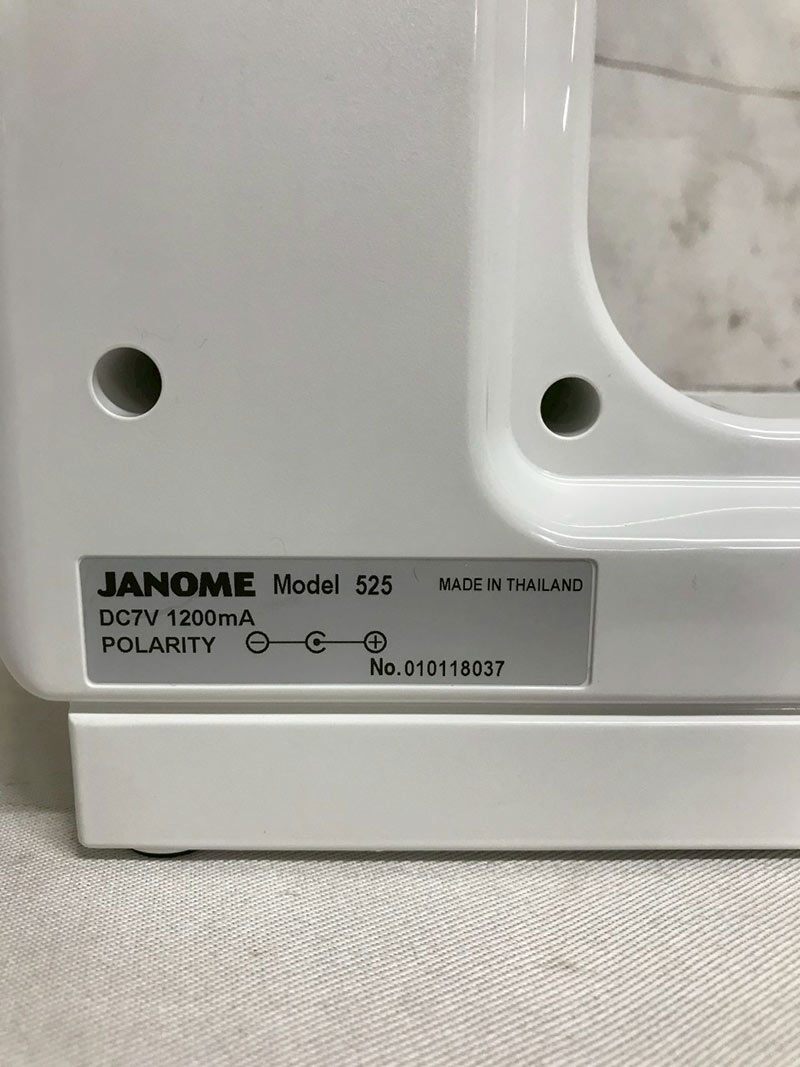 JANOME Model 525 MADE IN THAILAND
DC7V 1200mA
POLARITY
No.010118037